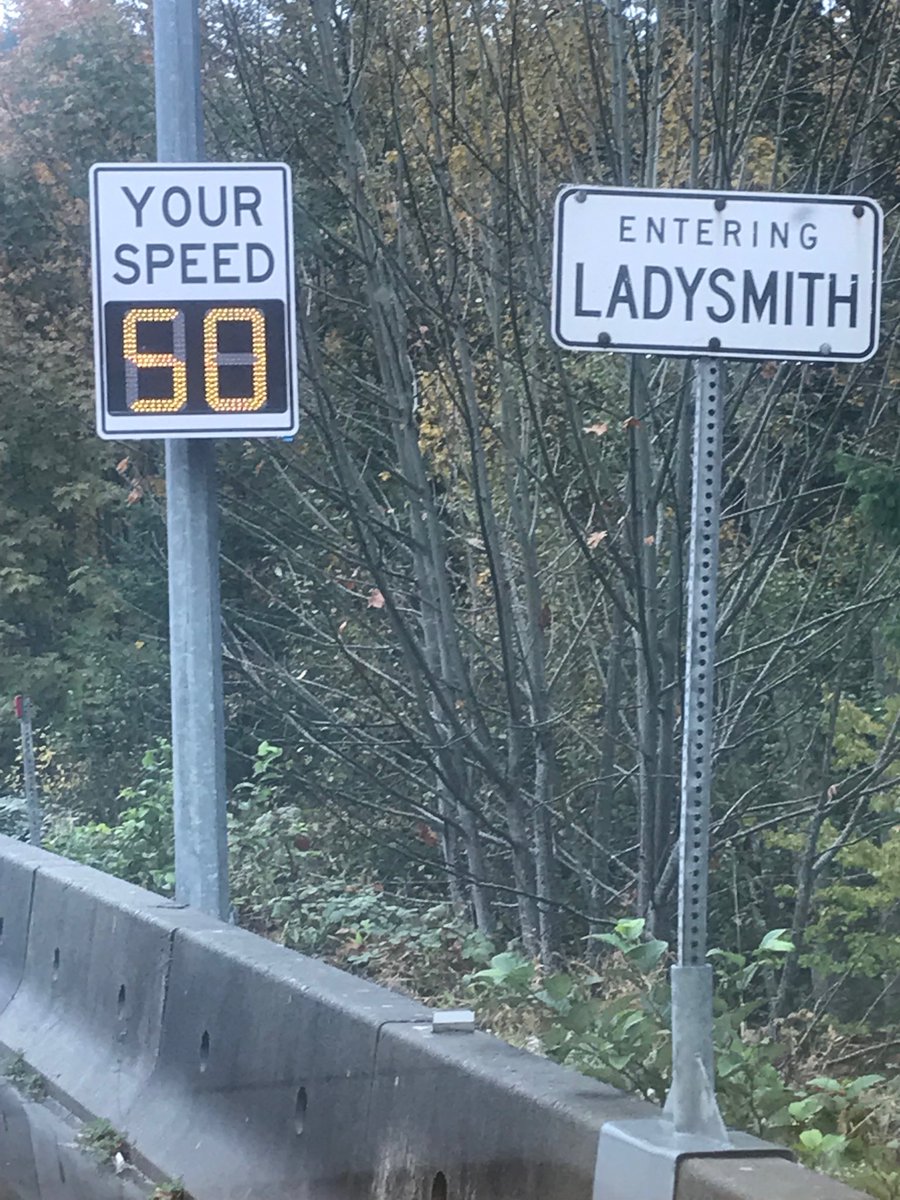 YOUR
SPEED
50
ENTERING
LADYSMITH